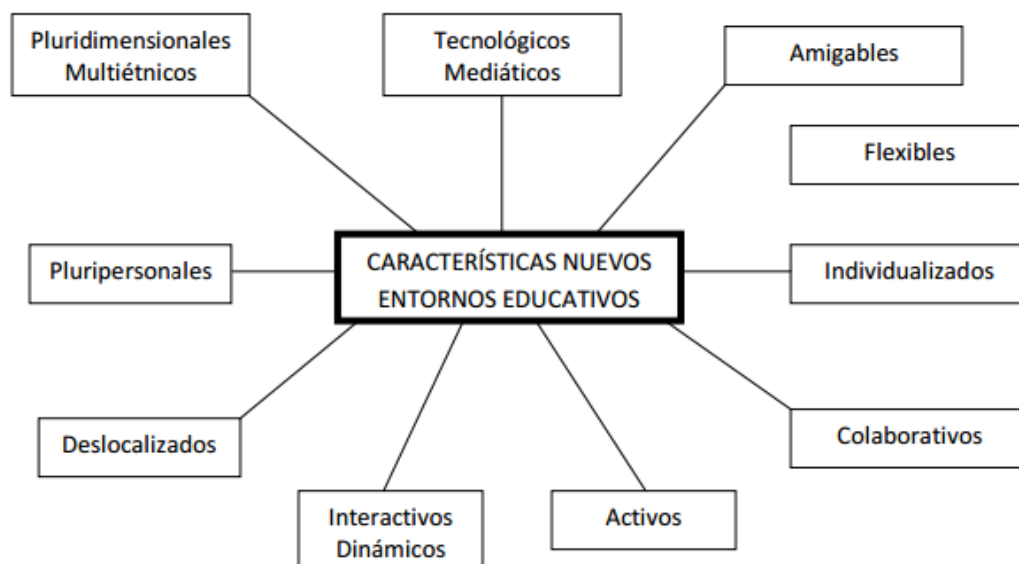 Pluridimensionales
Multiétnicos
Tecnológicos
Mediáticos
Amigables
Flexibles
Pluripersonales
CARACTERÍSTICAS NUEVOS
ENTORNOS EDUCATIVOS
Individualizados
Deslocalizados
Colaborativos
Interactivos
Dinámicos
Activos